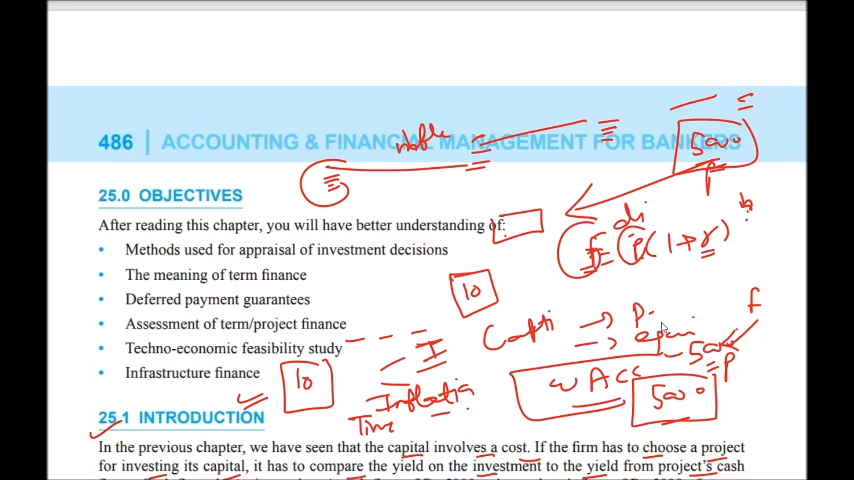 486 | ACCOUNTING & FINANCIAL MANAGEMENT FOR BANKERS
5000
25.0 OBJECTIVES
After reading this chapter, you will have better understanding of:
• Methods used for appraisal of investment decisions
• The meaning of term finance
• Deferred payment guarantees
• Assessment of term/project finance
• Techno-economic feasibility study
• Infrastructure finance
di
(1+r)
10
f
I
P
10
WACC
5000
Inflation
Time
25.1 INTRODUCTION
In the previous chapter, we have seen that the capital involves a cost. If the firm has to choose a project
for investing its capital, it has to compare the yield on the investment to the yield from project's cash